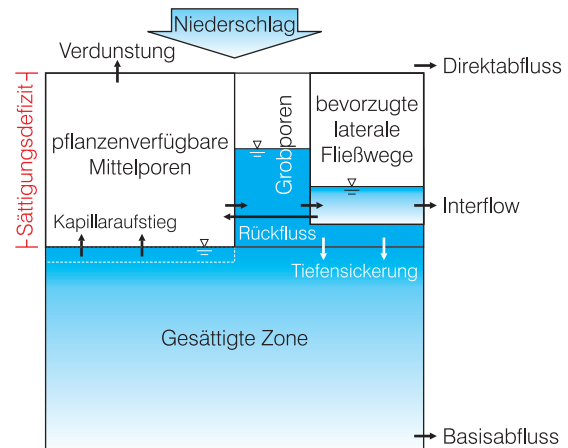 Niederschlag
Verdunstung
Direktabfluss
Sättigungsdefizit
pflanzenverfügbare
Mittelporen
Grobporen
bevorzugte
laterale
Fließwege
Kapillaraufstieg
Rückfluss
Interflow
Tiefensickerung
Gesättigte Zone
Basisabfluss